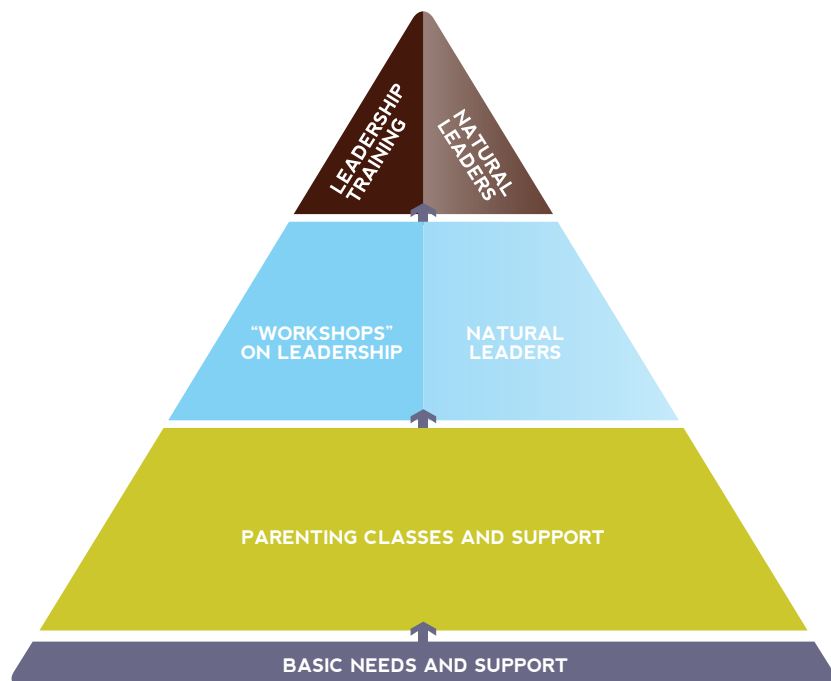 LEADERSHIP
TRAINING
NATURAL
LEADERS
“WORKSHOPS”
ON LEADERSHIP
NATURAL
LEADERS
PARENTING CLASSES AND SUPPORT
BASIC NEEDS AND SUPPORT